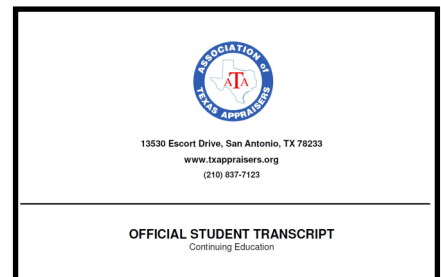 ASSOCIATION of
ATA
TEXAS APPRAISERS
13530 Escort Drive, San Antonio, TX 78233
www.txappraisers.org
(210) 837-7123
OFFICIAL STUDENT TRANSCRIPT
Continuing Education